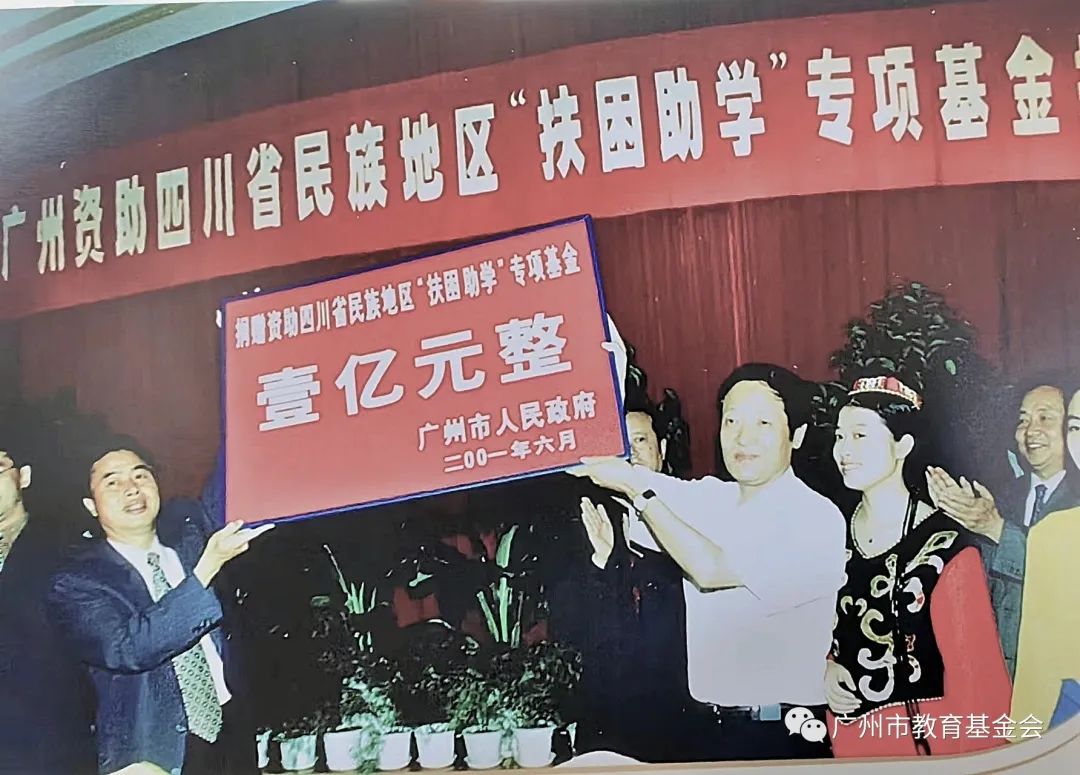 广州资助四川省民族地区“扶困助学”专项基金
捐赠资助四川省民族地区“扶困助学”专项基金
壹亿元整
广州市人民政府
二00一年六月
广州市教育基金会